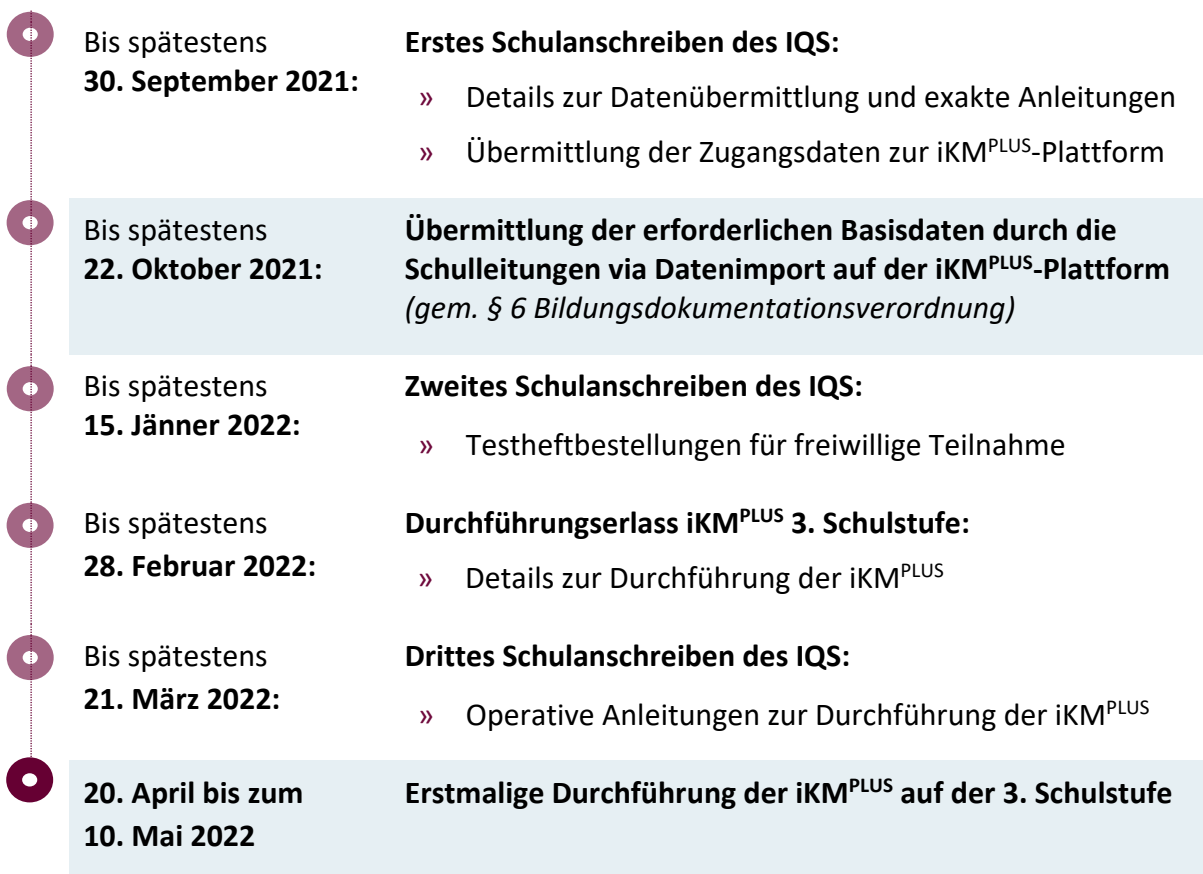 Bis spätestens
30. September 2021:
Erstes Schulanschreiben des IQS:
» Details zur Datenübermittlung und exakte Anleitungen
» Übermittlung der Zugangsdaten zur iKMPLUS-Plattform
Bis spätestens
22. Oktober 2021:
Übermittlung der erforderlichen Basisdaten durch die
Schulleitungen via Datenimport auf der iKMPLUS-Plattform
(gem. § 6 Bildungsdokumentationsverordnung)
Bis spätestens
15. Jänner 2022:
Zweites Schulanschreiben des IQS:
» Testheftbestellungen für freiwillige Teilnahme
Bis spätestens
28. Februar 2022:
Durchführungserlass iKMPLUS 3. Schulstufe:
» Details zur Durchführung der iKMPLUS
Bis spätestens
21. März 2022:
Drittes Schulanschreiben des IQS:
» Operative Anleitungen zur Durchführung der iKMPLUS
20. April bis zum
10. Mai 2022
Erstmalige Durchführung der iKMPLUS auf der 3. Schulstufe